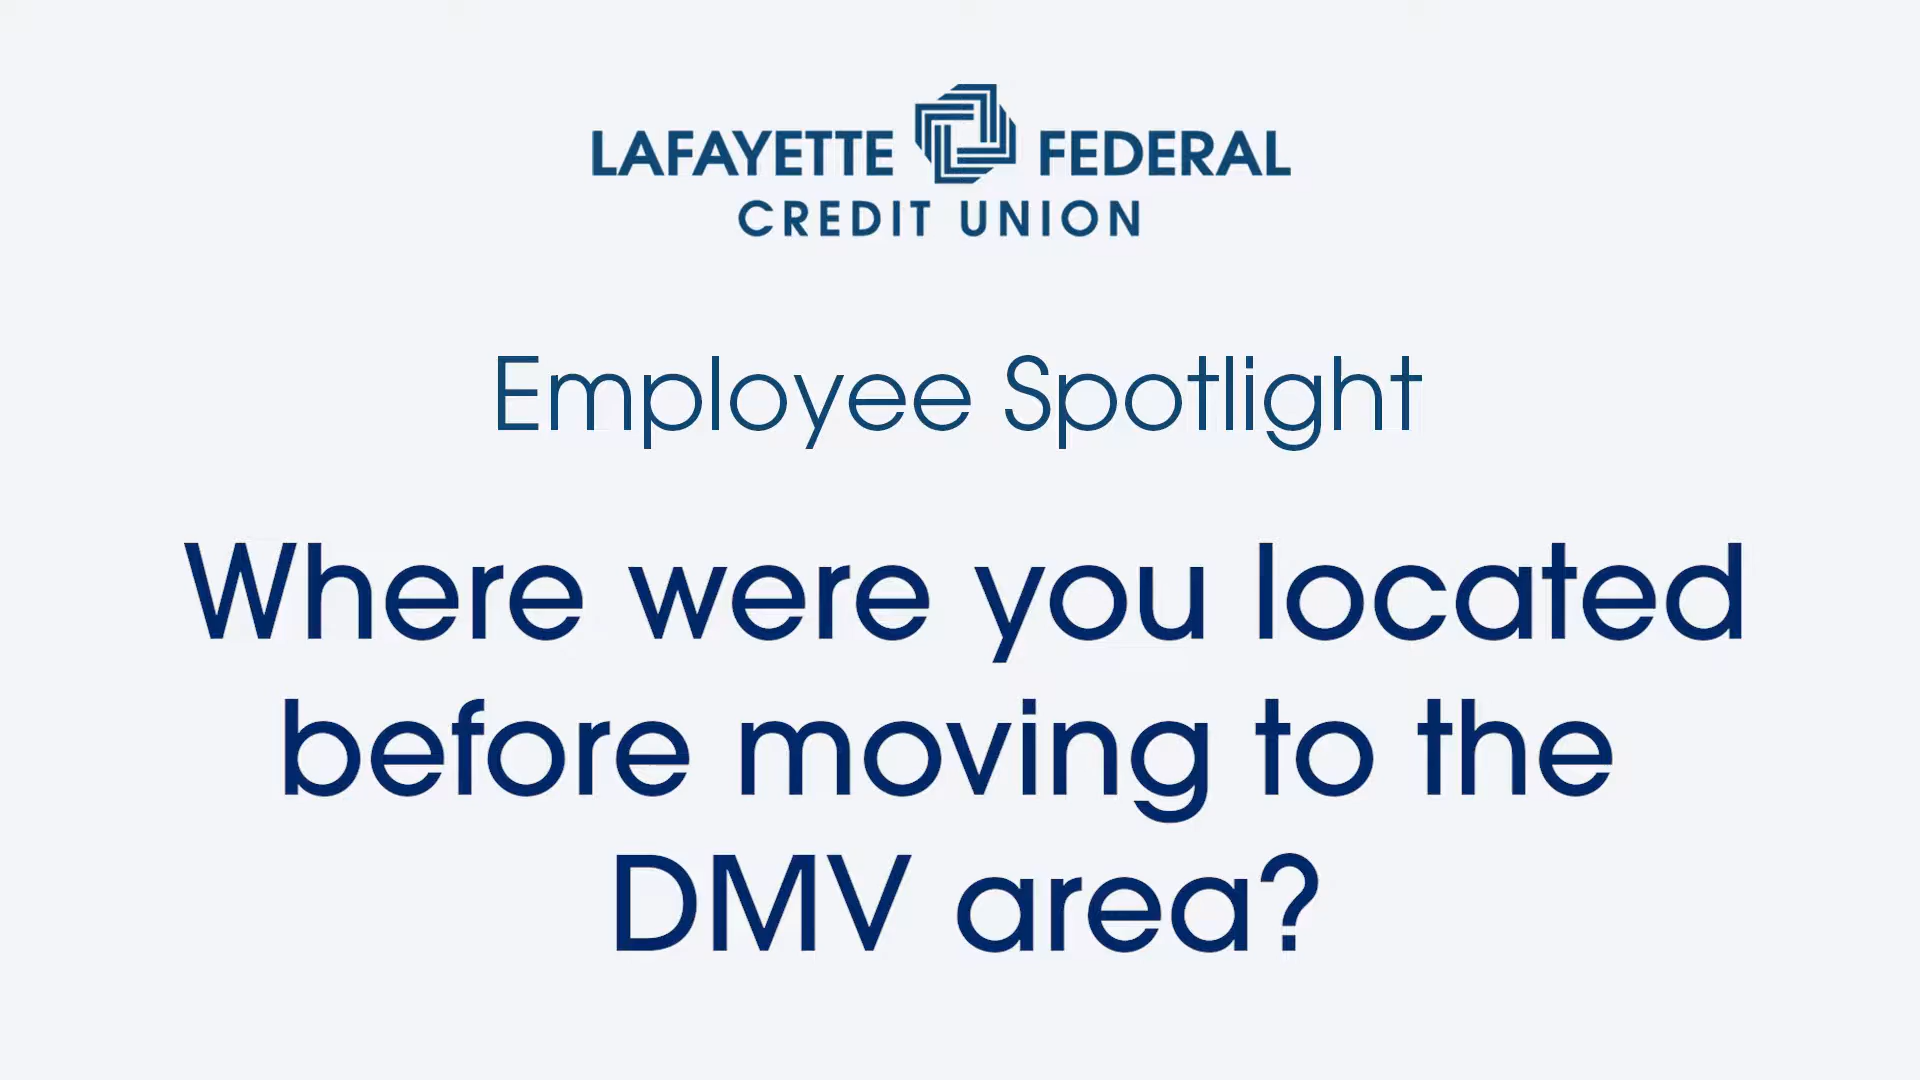 LAFAYETTE FEDERAL
CREDIT UNION
Employee Spotlight
Where were you located
before moving to the
DMV area?